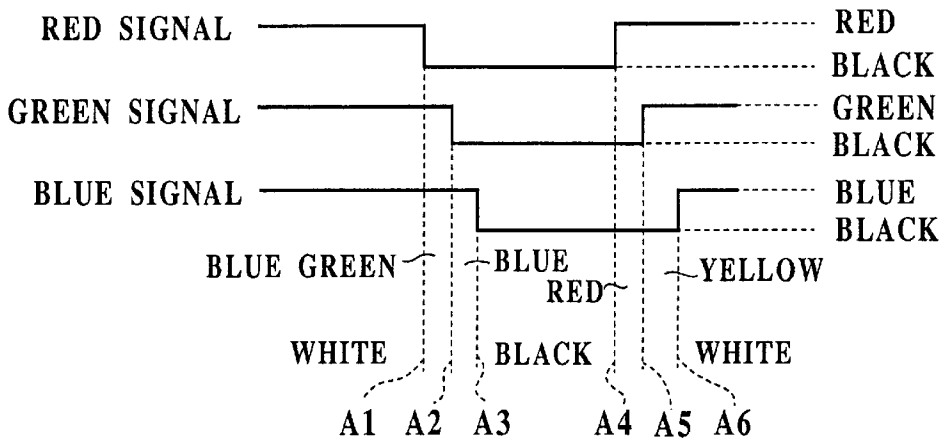 RED SIGNAL RED
BLACK
GREEN SIGNAL GREEN
BLACK
BLUE SIGNAL BLUE
BLACK
BLUE GREEN BLUE RED YELLOW
WHITE BLACK WHITE
A1 A2 A3 A4 A5 A6